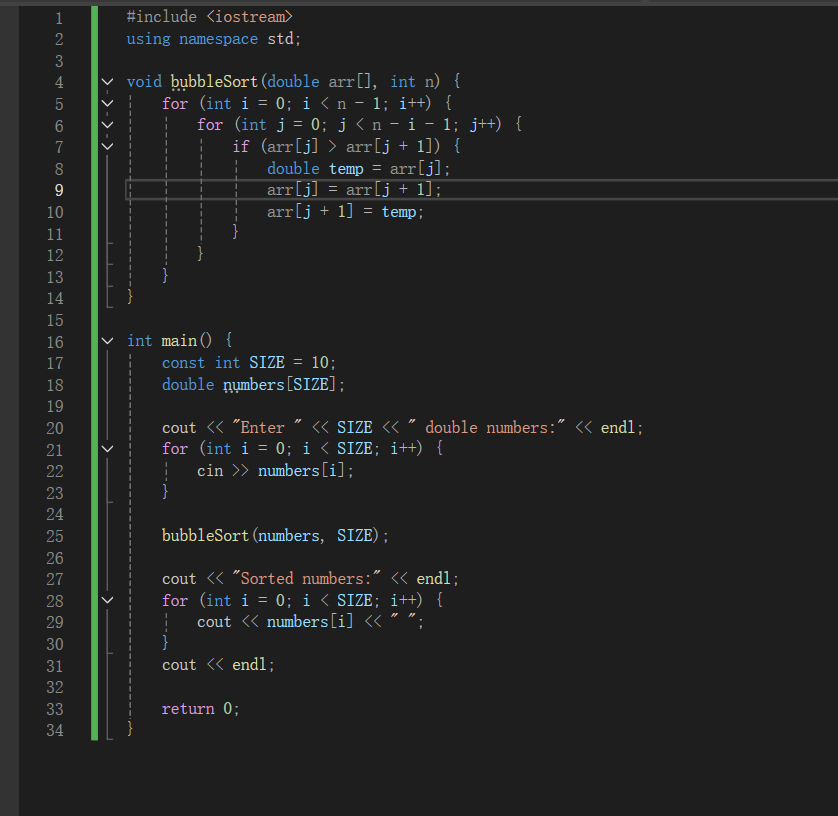 1 #include <iostream>
2 using namespace std;
3
4 void bubbleSort(double arr[], int n) {
5     for (int i = 0; i < n - 1; i++) {
6         for (int j = 0; j < n - i - 1; j++) {
7             if (arr[j] > arr[j + 1]) {
8                 double temp = arr[j];
9                 arr[j] = arr[j + 1];
10                 arr[j + 1] = temp;
11             }
12         }
13     }
14 }
15
16 int main() {
17     const int SIZE = 10;
18     double numbers[SIZE];
19
20     cout << "Enter " << SIZE << " double numbers:" << endl;
21     for (int i = 0; i < SIZE; i++) {
22         cin >> numbers[i];
23     }
24
25     bubbleSort(numbers, SIZE);
26
27     cout << "Sorted numbers:" << endl;
28     for (int i = 0; i < SIZE; i++) {
29         cout << numbers[i] << " ";
30     }
31     cout << endl;
32
33     return 0;
34 }